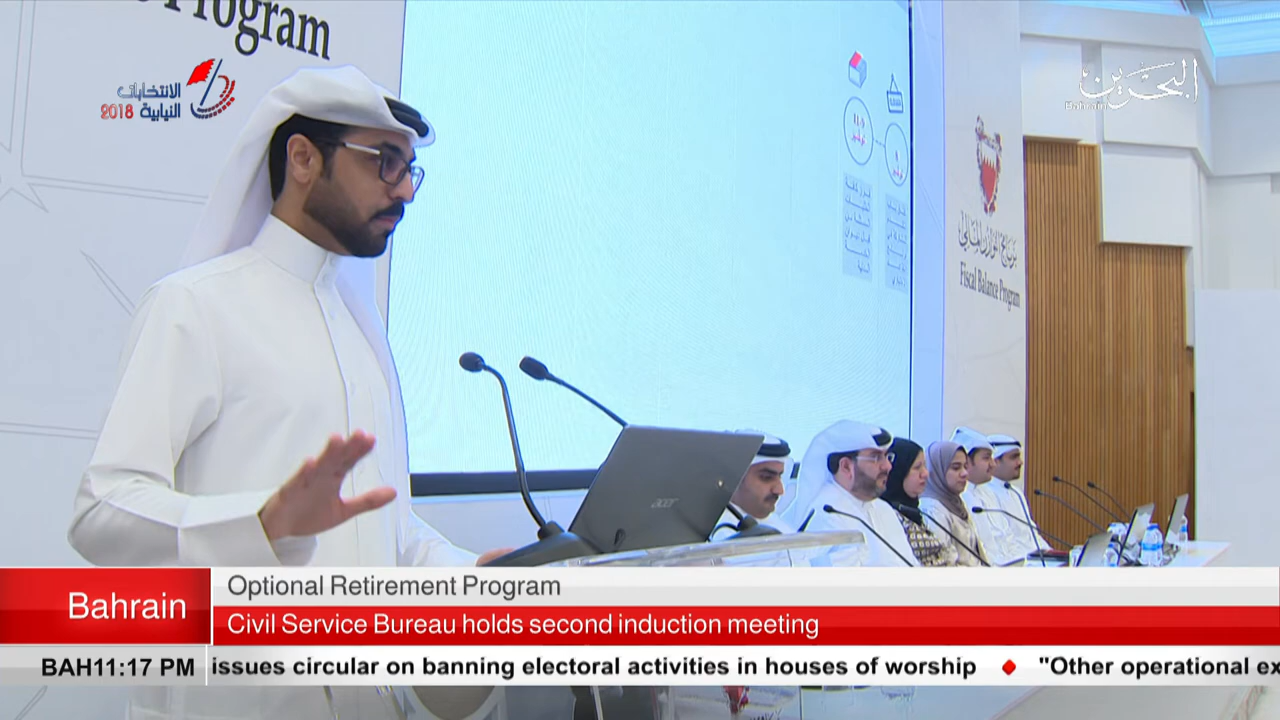 Program
الانتخابات
النيابية 2018
البحرين
Bahrain
برنامج التوازن المالي
Fiscal Balance Program
acer
Bahrain
Optional Retirement Program
Civil Service Bureau holds second induction meeting
BAH11:17 PM
issues circular on banning electoral activities in houses of worship ♦ "Other operational